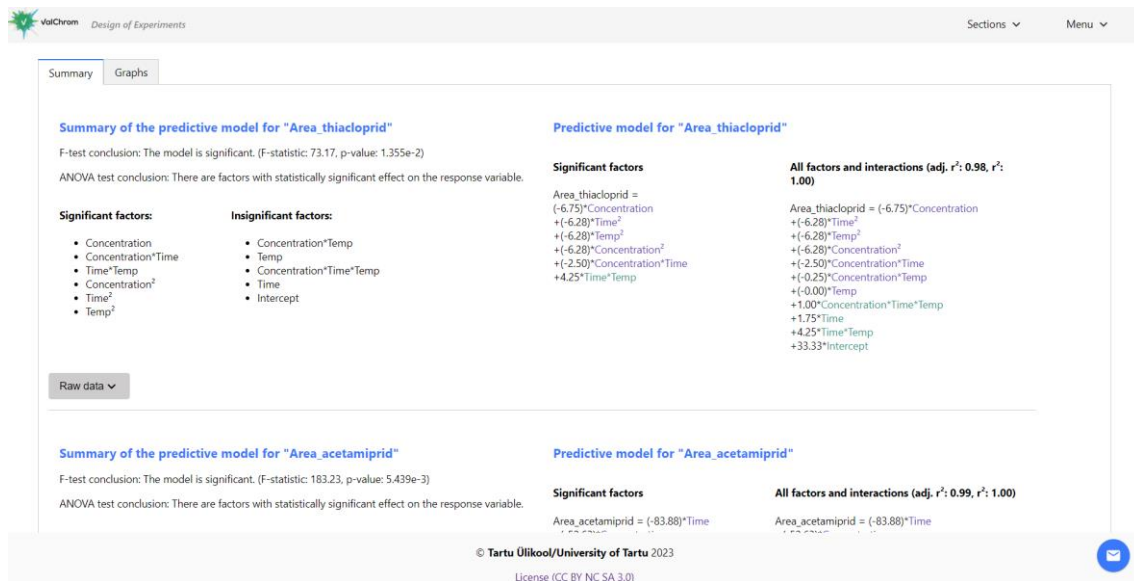 ValChrom Design of Experiments Sections Menu
Summary Graphs
Summary of the predictive model for "Area_thiacloprid"
F-test conclusion: The model is significant. (F-statistic: 73.17, p-value: 1.355e-2)
ANOVA test conclusion: There are factors with statistically significant effect on the response variable.
Significant factors:
Concentration
Concentration*Time
Time*Temp
Concentration²
Time²
Temp²
Insignificant factors:
Concentration*Temp
Temp
Concentration*Time*Temp
Time
Intercept
Predictive model for "Area_thiacloprid"
Significant factors
Area_thiacloprid =
(-6.75)*Concentration
+(-6.28)*Time²
+(-6.28)*Temp²
+(-6.28)*Concentration²
+(-2.50)*Concentration*Time
+4.25*Time*Temp
All factors and interactions (adj. r²: 0.98, r²:
1.00)
Area_thiacloprid = (-6.75)*Concentration
+(-6.28)*Time²
+(-6.28)*Temp²
+(-6.28)*Concentration²
+(-2.50)*Concentration*Time
+(-0.25)*Concentration*Temp
+(-0.00)*Temp
+1.00*Concentration*Time*Temp
+1.75*Time
+4.25*Time*Temp
+33.33*Intercept
Raw data
Summary of the predictive model for "Area_acetamiprid"
F-test conclusion: The model is significant. (F-statistic: 183.23, p-value: 5.439e-3)
ANOVA test conclusion: There are factors with statistically significant effect on the response variable.
Predictive model for "Area_acetamiprid"
Significant factors
Area_acetamiprid = (-83.88)*Time
All factors and interactions (adj. r²: 0.99, r²: 1.00)
Area_acetamiprid = (-83.88)*Time
© Tartu Ülikool/University of Tartu 2023
License (CC BY NC SA 3.0)